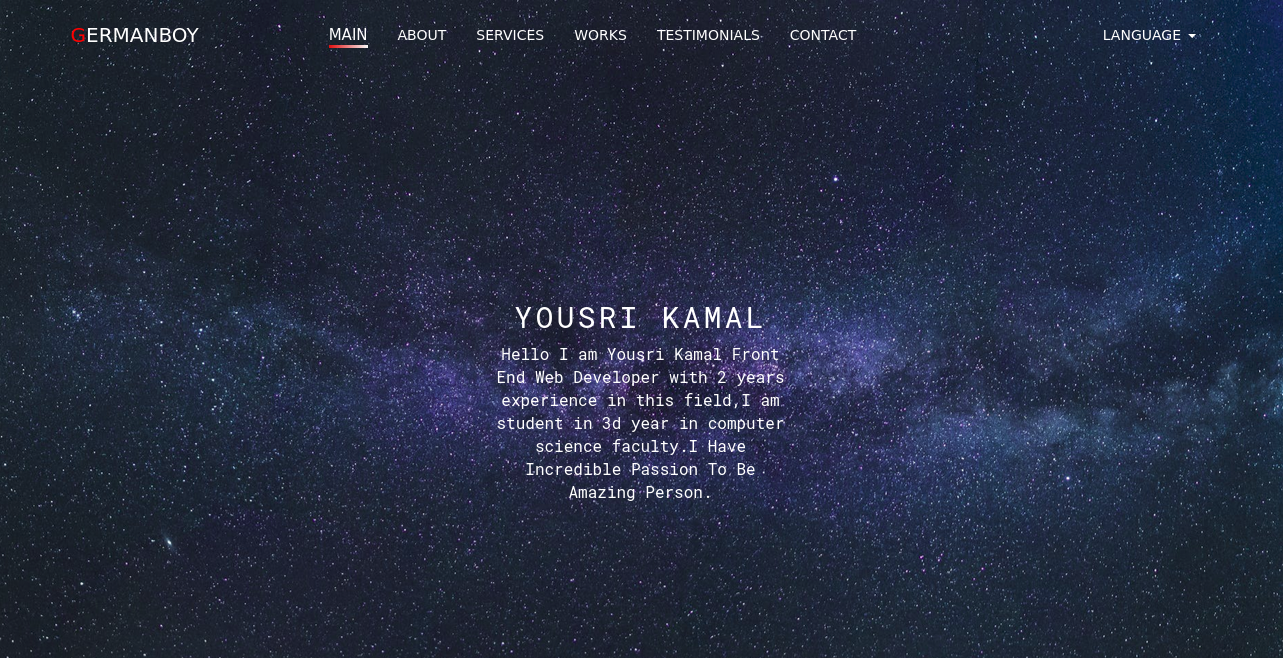 GERMANBOY
MAIN
ABOUT
SERVICES
WORKS
TESTIMONIALS
CONTACT
LANGUAGE
YOUSRI KAMAL
Hello I am Yousri Kamal Front
End Web Developer with 2 years
experience in this field,I am
student in 3d year in computer
science faculty.I Have
Incredible Passion To Be
Amazing Person.